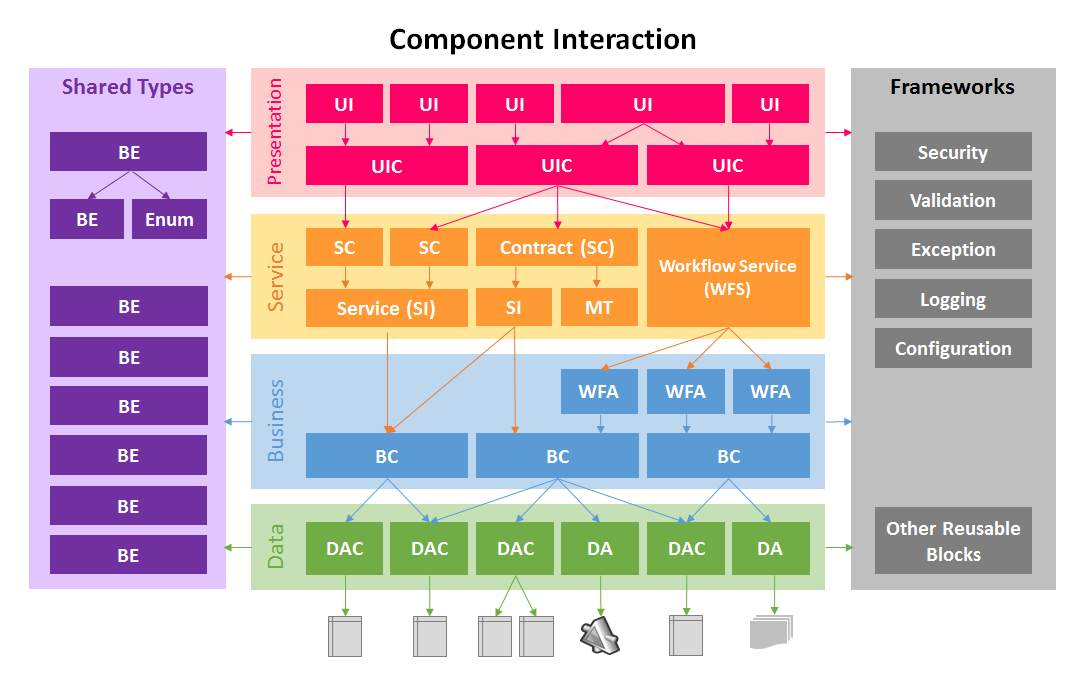 Component Interaction
Shared Types
BE
BE
Enum
BE
BE
BE
BE
BE
BE
Presentation
UI
UI
UI
UI
UI
UIC
UIC
UIC
Service
SC
SC
Contract (SC)
Workflow Service
(WFS)
Service (SI)
SI
MT
Business
WFA
WFA
WFA
BC
BC
BC
Data
DAC
DAC
DAC
DA
DAC
DA
Frameworks
Security
Validation
Exception
Logging
Configuration
Other Reusable
Blocks